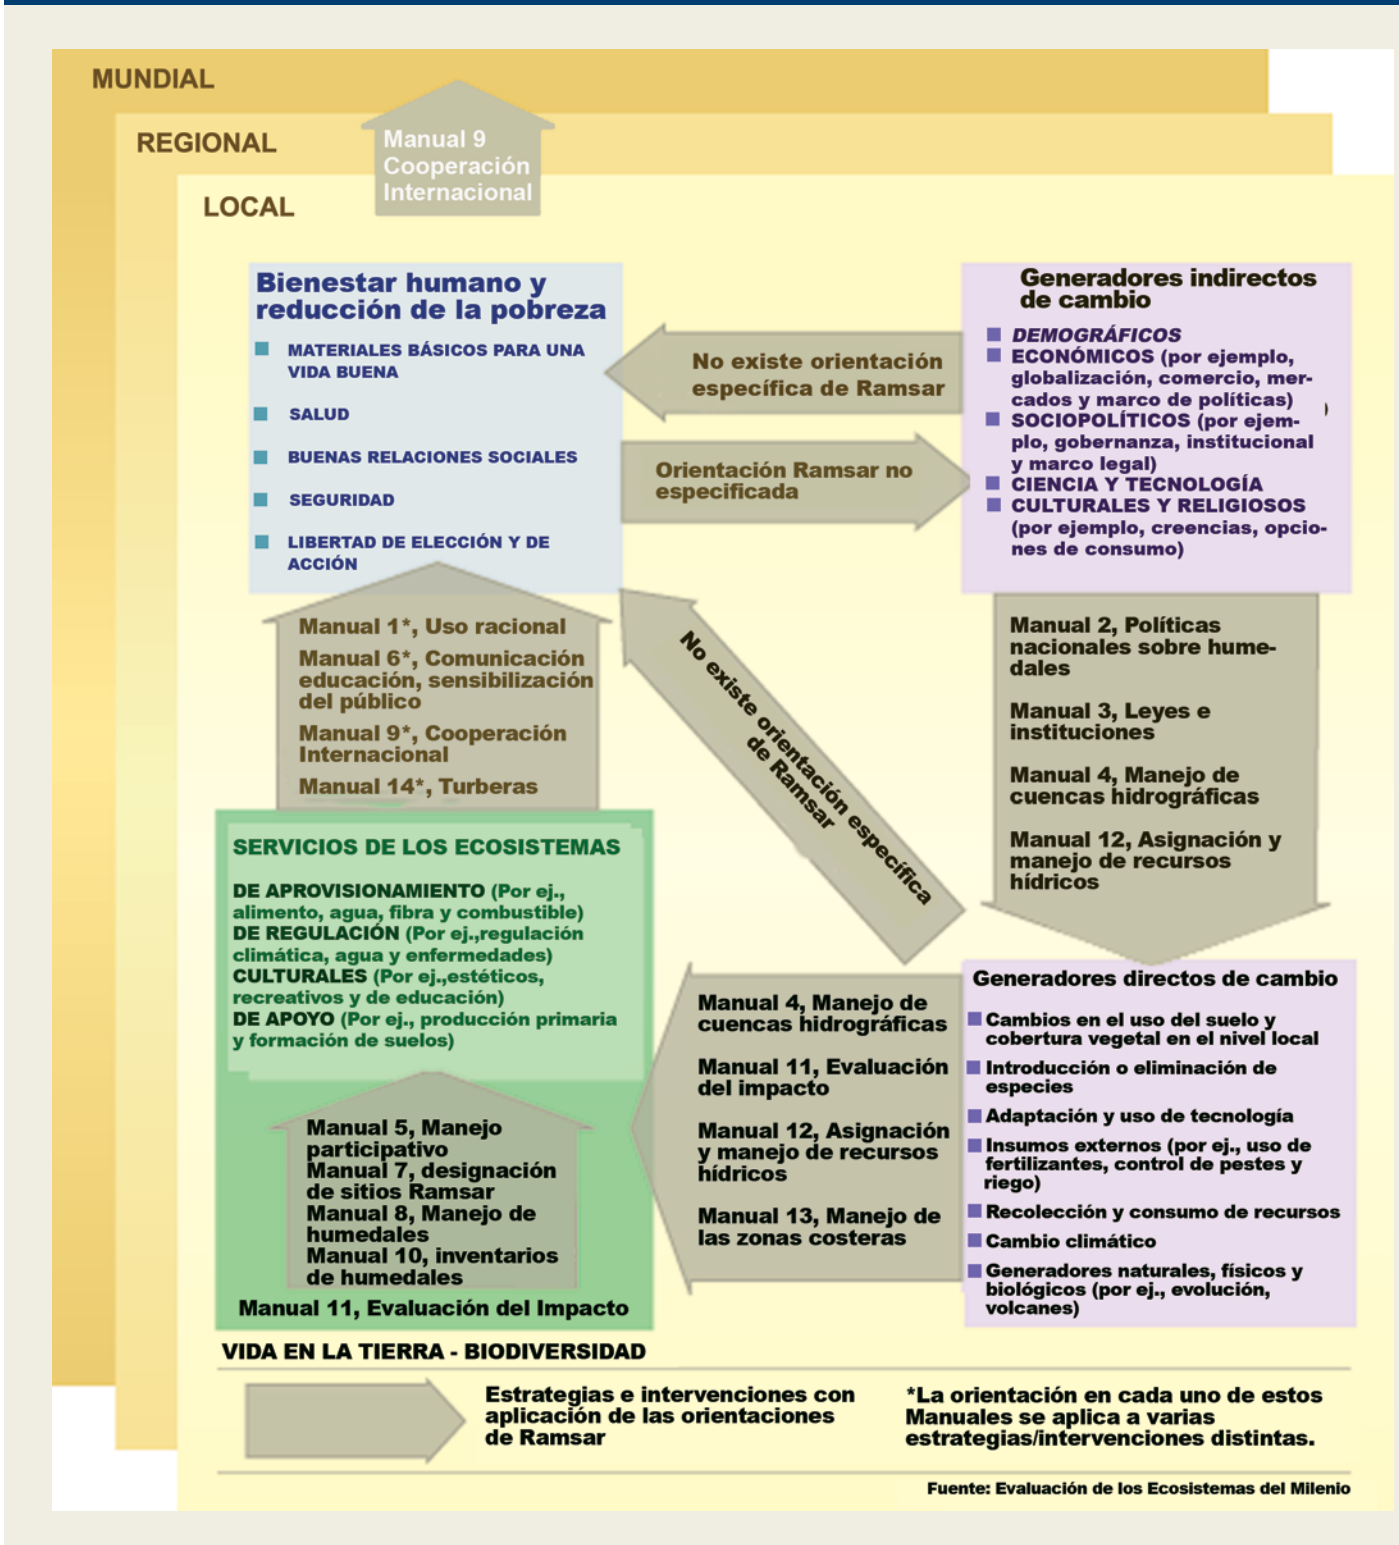 MUNDIAL
REGIONAL
LOCAL
Manual 9
Cooperación
Internacional
Bienestar humano y
reducción de la pobreza
MATERIALES BÁSICOS PARA UNA
VIDA BUENA
SALUD
BUENAS RELACIONES SOCIALES
SEGURIDAD
LIBERTAD DE ELECCIÓN Y DE
ACCIÓN
No existe orientación
específica de Ramsar
Orientación Ramsar no
especificada
Generadores indirectos
de cambio
DEMOGRÁFICOS
ECONÓMICOS (por ejemplo,
globalización, comercio, mer-
cados y marco de políticas)
SOCIOPOLÍTICOS (por ejem-
plo, gobernanza, institucional
y marco legal)
CIENCIA Y TECNOLOGÍA
CULTURALES Y RELIGIOSOS
(por ejemplo, creencias, opcio-
nes de consumo)
Manual 1*, Uso racional
Manual 6*, Comunicación
educación, sensibilización
del público
Manual 9*, Cooperación
Internacional
Manual 14*, Turberas
No existe orientación específica
de Ramsar
Manual 2, Políticas
nacionales sobre hume-
dales
Manual 3, Leyes e
instituciones
Manual 4, Manejo de
cuencas hidrográficas
Manual 12, Asignación y
manejo de recursos
hídricos
SERVICIOS DE LOS ECOSISTEMAS
DE APROVISIONAMIENTO (Por ej.,
alimento, agua, fibra y combustible)
DE REGULACIÓN (Por ej.,regulación
climática, agua y enfermedades)
CULTURALES (Por ej.,estéticos,
recreativos y de educación)
DE APOYO (Por ej., producción primaria
y formación de suelos)
Manual 5, Manejo
participativo
Manual 7, designación
de sitios Ramsar
Manual 8, Manejo de
humedales
Manual 10, inventarios
de humedales
Manual 11, Evaluación del Impacto
Manual 4, Manejo de
cuencas hidrográficas
Manual 11, Evaluación
del impacto
Manual 12, Asignación
y manejo de recursos
hídricos
Manual 13, Manejo de
las zonas costeras
Generadores directos de cambio
Cambios en el uso del suelo y
cobertura vegetal en el nivel local
Introducción o eliminación de
especies
Adaptación y uso de tecnología
Insumos externos (por ej., uso de
fertilizantes, control de pestes y
riego)
Recolección y consumo de recursos
Cambio climático
Generadores naturales, físicos y
biológicos (por ej., evolución,
volcanes)
VIDA EN LA TIERRA - BIODIVERSIDAD
Estrategias e intervenciones con
aplicación de las orientaciones
de Ramsar
*La orientación en cada uno de estos
Manuales se aplica a varias
estrategias/intervenciones distintas.
Fuente: Evaluación de los Ecosistemas del Milenio